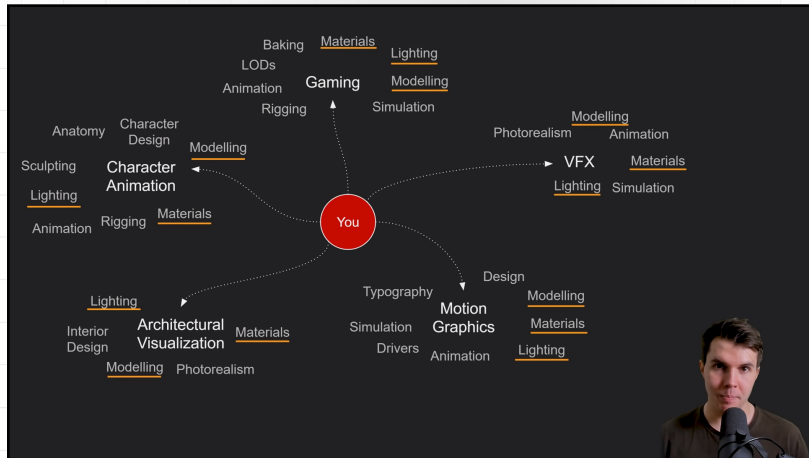 Baking
Materials
Lighting
LODs
Gaming
Modelling
Animation
Rigging
Simulation
Anatomy
Character
Design
Modelling
Sculpting
Character
Animation
Lighting
Animation
Rigging
Materials
Modelling
Photorealism
Animation
VFX
Materials
Lighting
Simulation
You
Lighting
Interior
Design
Architectural
Visualization
Materials
Modelling
Photorealism
Design
Typography
Modelling
Motion
Graphics
Simulation
Materials
Drivers
Animation
Lighting